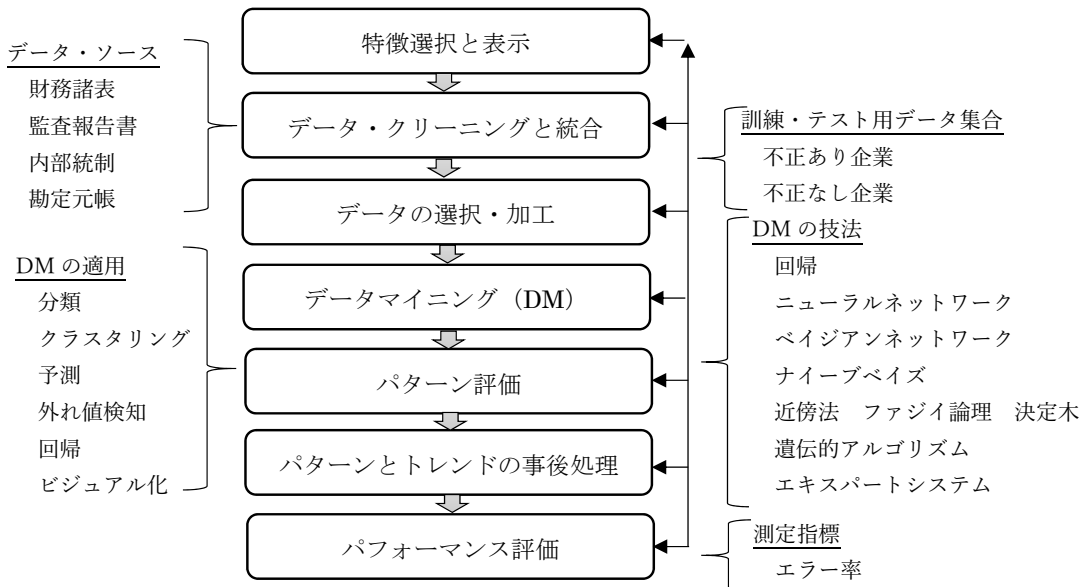 データ・ソース
財務諸表
監査報告書
内部統制
勘定元帳
DM の適用
分類
クラスタリング
予測
外れ値検知
回帰
ビジュアル化
特徴選択と表示
データ・クリーニングと統合
データの選択・加工
データマイニング（DM）
パターン評価
パターンとトレンドの事後処理
パフォーマンス評価
訓練・テスト用データ集合
不正あり企業
不正なし企業
DM の技法
回帰
ニューラルネットワーク
ベイジアンネットワーク
ナイーブベイズ
近傍法　ファジイ論理　決定木
遺伝的アルゴリズム
エキスパートシステム
測定指標
エラー率